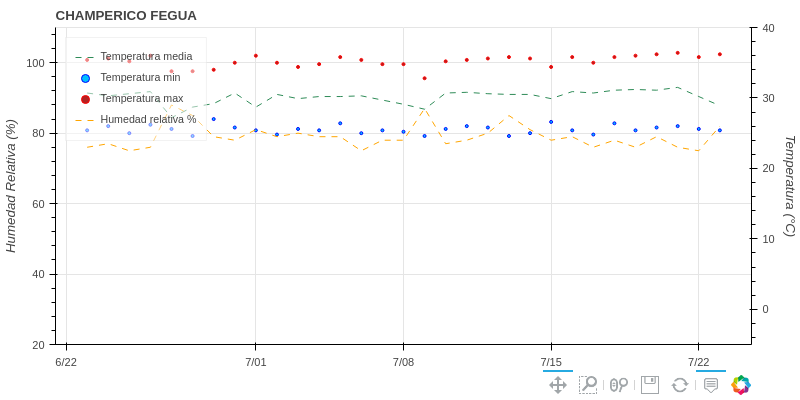 CHAMPERICO FEGUA
Temperatura media
Temperatura min
Temperatura max
Humedad relativa %
Humedad Relativa (%)
100
80
60
40
20
Temperatura (°C)
40
30
20
10
0
6/22
7/01
7/08
7/15
7/22